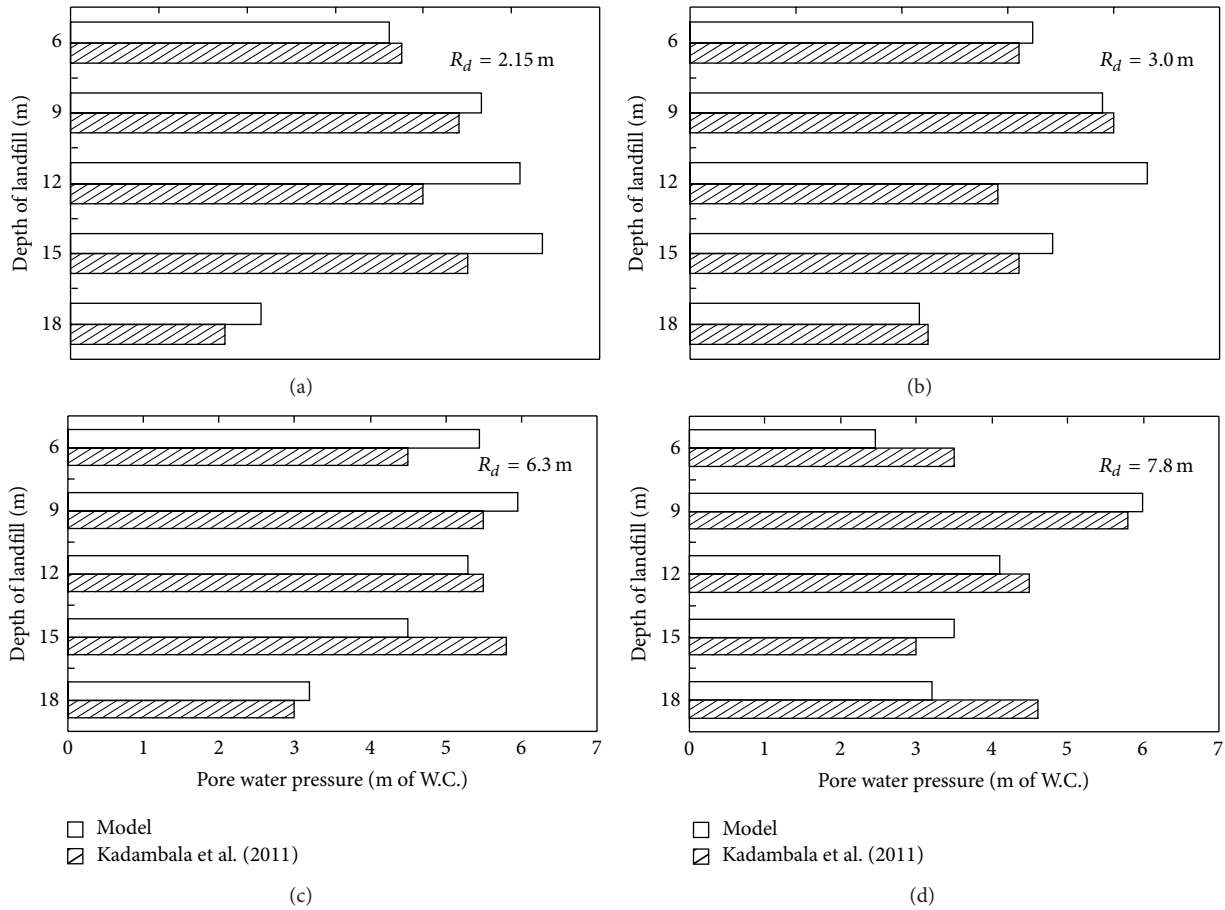 Depth of landfill (m)
6
9
12
15
18
R_d = 2.15 m
(a)
Depth of landfill (m)
6
9
12
15
18
R_d = 3.0 m
(b)
Depth of landfill (m)
6
9
12
15
18
R_d = 6.3 m
0 1 2 3 4 5 6 7
Pore water pressure (m of W.C.)
Model
Kadambala et al. (2011)
(c)
Depth of landfill (m)
6
9
12
15
18
R_d = 7.8 m
0 1 2 3 4 5 6 7
Pore water pressure (m of W.C.)
Model
Kadambala et al. (2011)
(d)